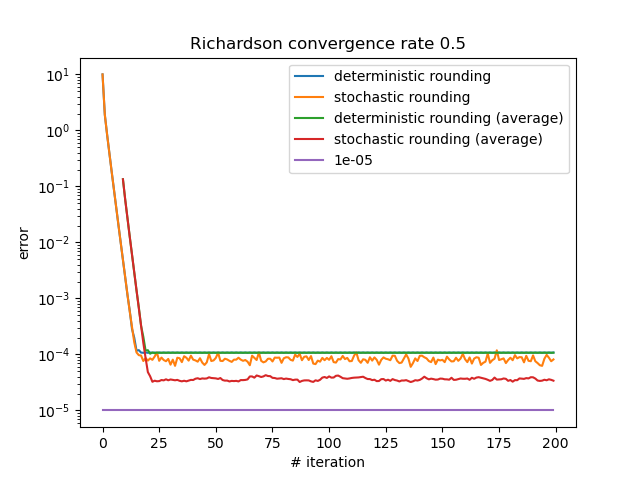 Richardson convergence rate 0.5
deterministic rounding
stochastic rounding
deterministic rounding (average)
stochastic rounding (average)
1e-05
10¹
10⁰
10⁻¹
10⁻²
10⁻³
10⁻⁴
10⁻⁵
error
0 25 50 75 100 125 150 175 200
# iteration